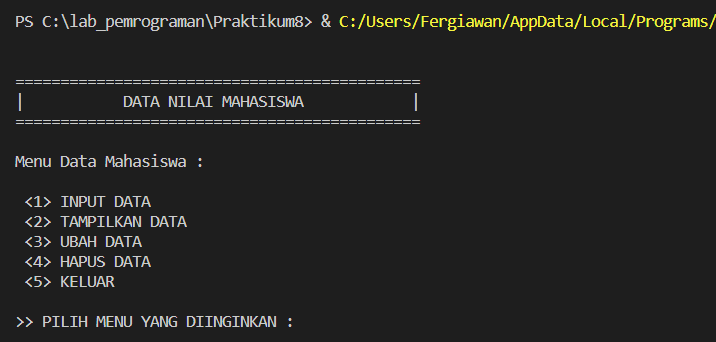 PS C:\lab_pemrograman\Praktikum8> & C:/Users/Fergiawan/AppData/Local/Programs/
=============================================
|           DATA NILAI MAHASISWA            |
=============================================
Menu Data Mahasiswa :
<1> INPUT DATA
<2> TAMPILKAN DATA
<3> UBAH DATA
<4> HAPUS DATA
<5> KELUAR
>> PILIH MENU YANG DIINGINKAN :